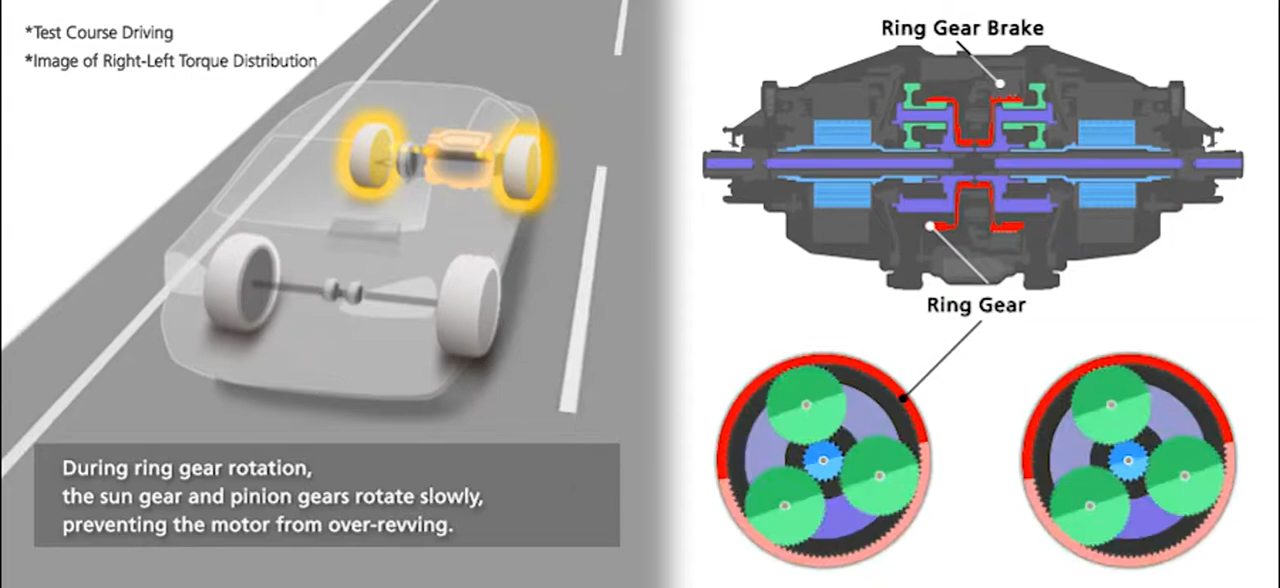 *Test Course Driving
*Image of Right-Left Torque Distribution
Ring Gear Brake
Ring Gear
During ring gear rotation,
the sun gear and pinion gears rotate slowly,
preventing the motor from over-revving.